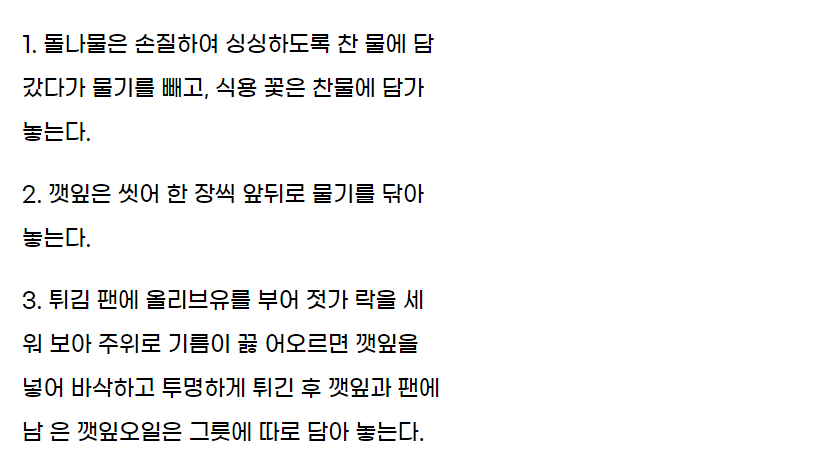 1. 돌나물은 손질하여 싱싱하도록 찬 물에 담
갔다가 물기를 빼고, 식용 꽃은 찬물에 담가
놓는다.
2. 깻잎은 씻어 한 장씩 앞뒤로 물기를 닦아
놓는다.
3. 튀김 팬에 올리브유를 부어 젓가 락을 세
워 보아 주위로 기름이 끓 어오르면 깻잎을
넣어 바삭하고 투명하게 튀긴 후 깻잎과 팬에
남 은 깻잎오일은 그릇에 따로 담아 놓는다.